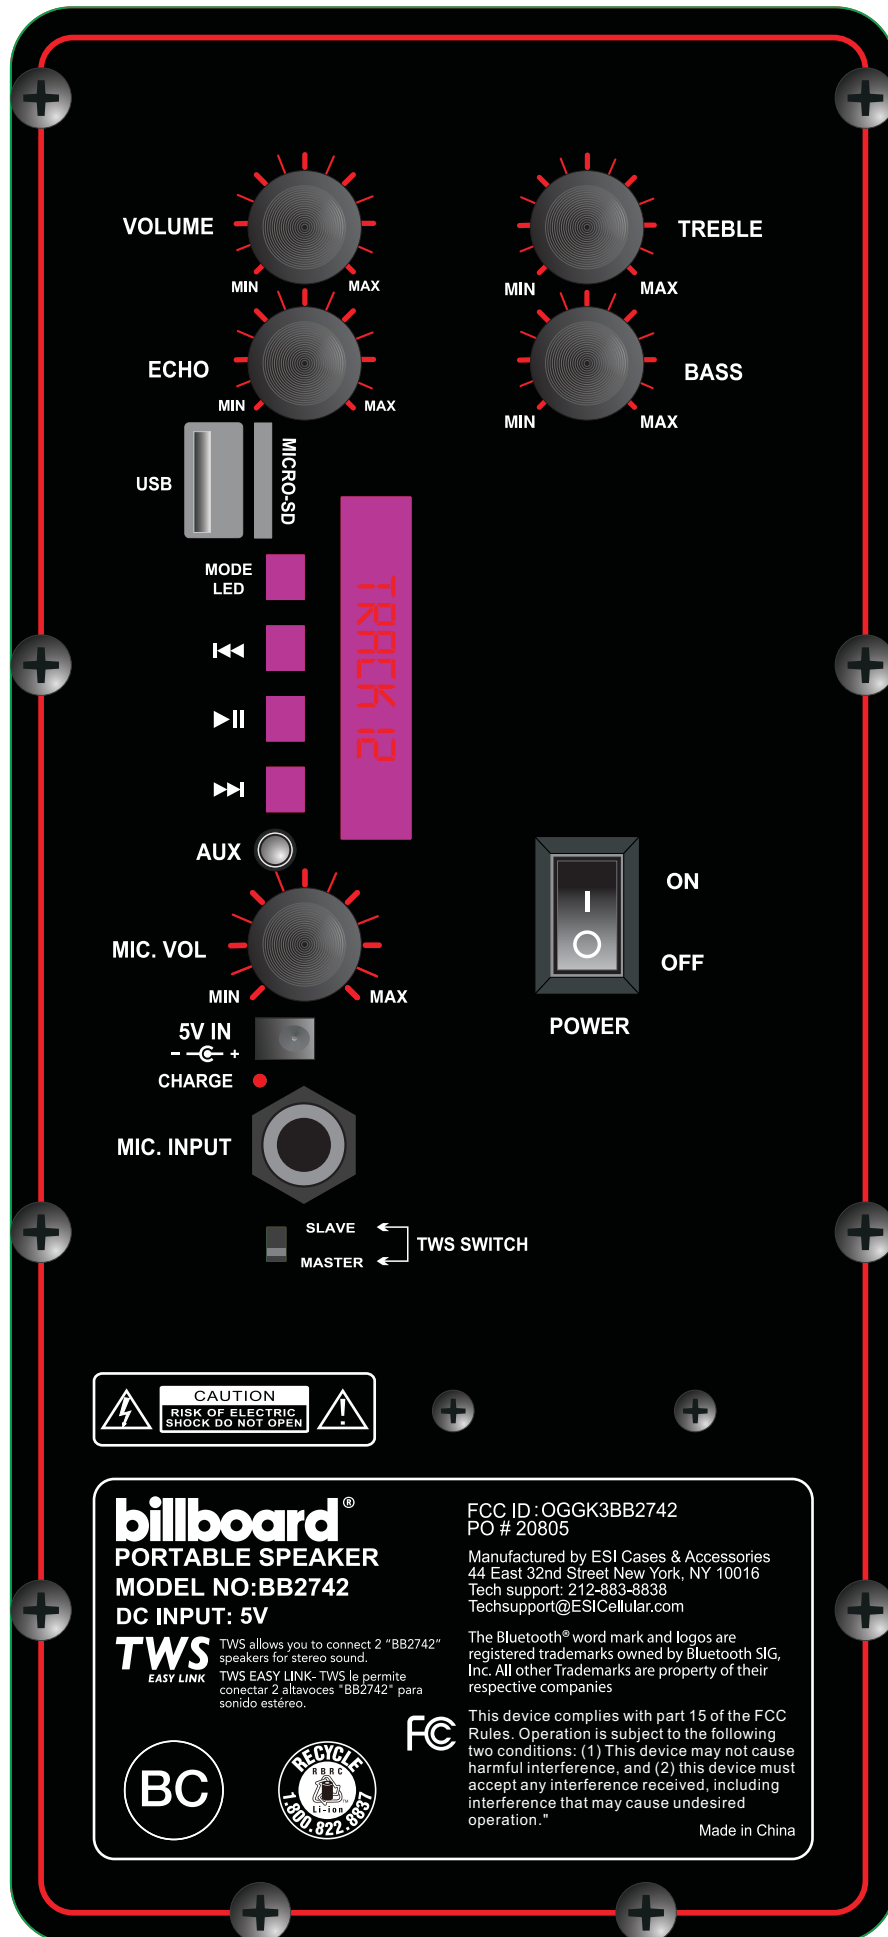 VOLUME
MIN
MAX
TREBLE
MIN
MAX
ECHO
MIN
MAX
BASS
MIN
MAX
USB
MICRO-SD
MODE
LED
TRACK 12
AUX
MIC. VOL
MIN
MAX
ON
OFF
POWER
5V IN
- +
CHARGE
MIC. INPUT
SLAVE
MASTER
TWS SWITCH
CAUTION
RISK OF ELECTRIC
SHOCK DO NOT OPEN
billboard®
PORTABLE SPEAKER
MODEL NO:BB2742
DC INPUT: 5V
TWS
EASY LINK
TWS allows you to connect 2 “BB2742”
speakers for stereo sound.
TWS EASY LINK- TWS le permite
conectar 2 altavoces "BB2742" para
sonido estéreo.
BC
RECYCLE
RBRC
Li-ion
1.800.822.8837
FCC ID : OGGK3BB2742
PO # 20805
Manufactured by ESI Cases & Accessories
44 East 32nd Street New York, NY 10016
Tech support: 212-883-8838
Techsupport@ESICellular.com
The Bluetooth® word mark and logos are
registered trademarks owned by Bluetooth SIG,
Inc. All other Trademarks are property of their
respective companies
FC
This device complies with part 15 of the FCC
Rules. Operation is subject to the following
two conditions: (1) This device may not cause
harmful interference, and (2) this device must
accept any interference received, including
interference that may cause undesired
operation."
Made in China